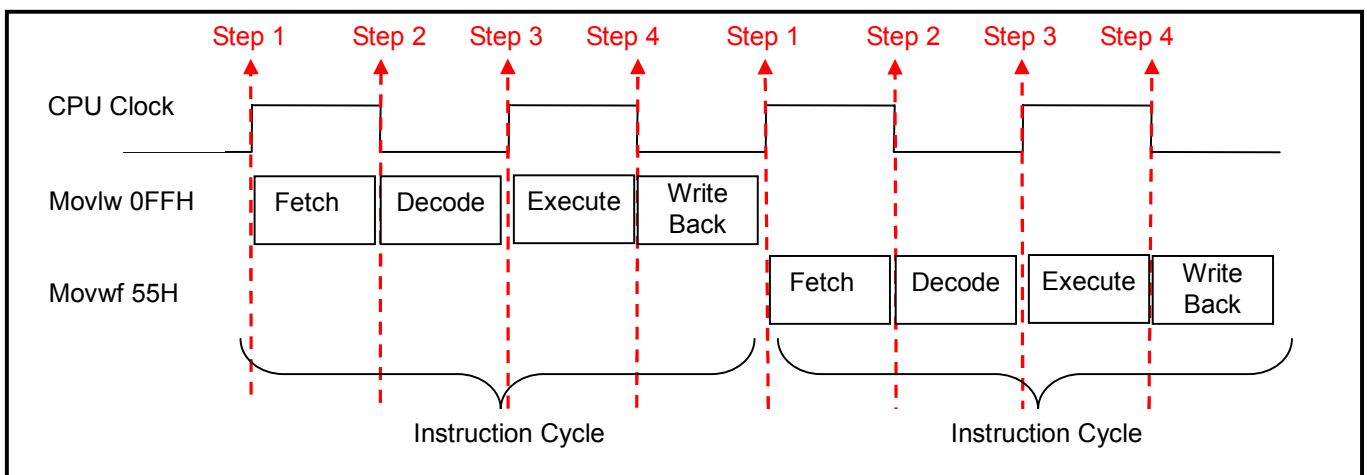 Step 1 Step 2 Step 3 Step 4 Step 1 Step 2 Step 3 Step 4
CPU Clock
Movlw 0FFH Fetch Decode Execute Write Back
Movwf 55H Fetch Decode Execute Write Back
Instruction Cycle Instruction Cycle